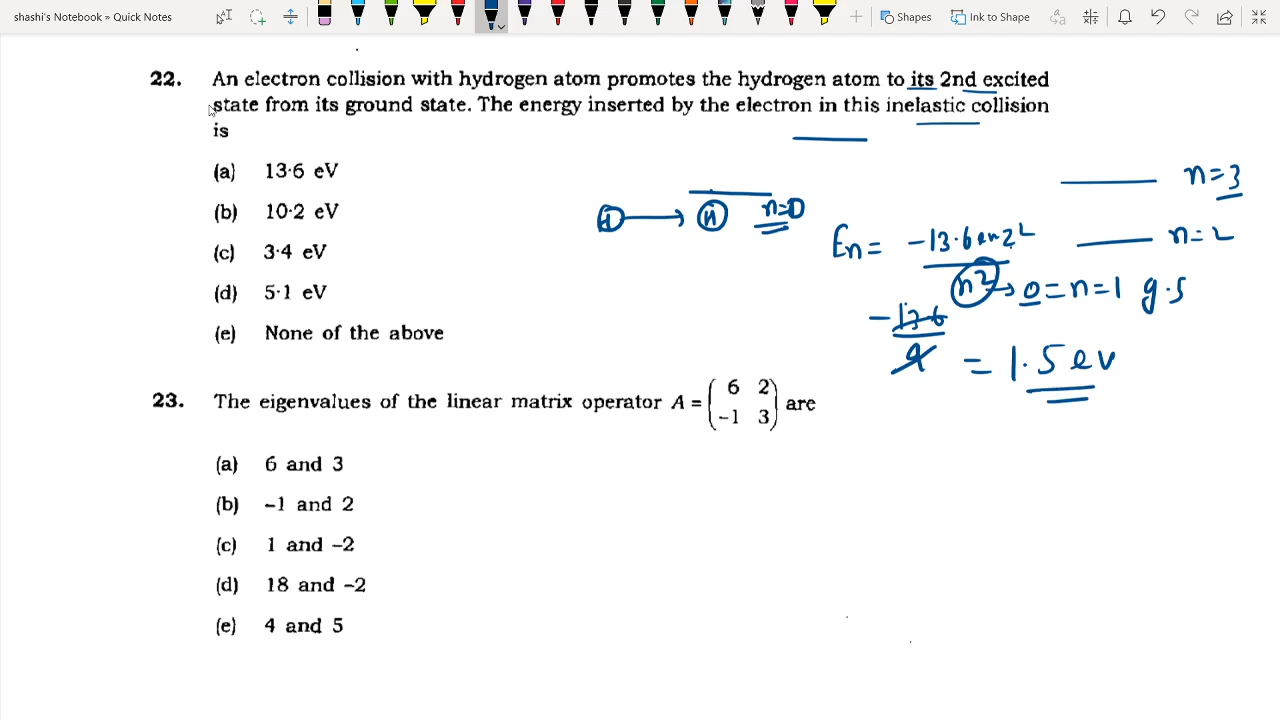 shashi's Notebook » Quick Notes
Shapes
Ink to Shape
22. An electron collision with hydrogen atom promotes the hydrogen atom to its 2nd excited
state from its ground state. The energy inserted by the electron in this inelastic collision
is
(a) 13·6 eV
(b) 10·2 eV
(c) 3·4 eV
(d) 5·1 eV
(e) None of the above
n=3
n=0
En = -13.6 z²
n²
n=2
0=n=1 g.s
= 1.5 ev
23. The eigenvalues of the linear matrix operator A = (6 2
-1 3) are
(a) 6 and 3
(b) -1 and 2
(c) 1 and -2
(d) 18 and -2
(e) 4 and 5